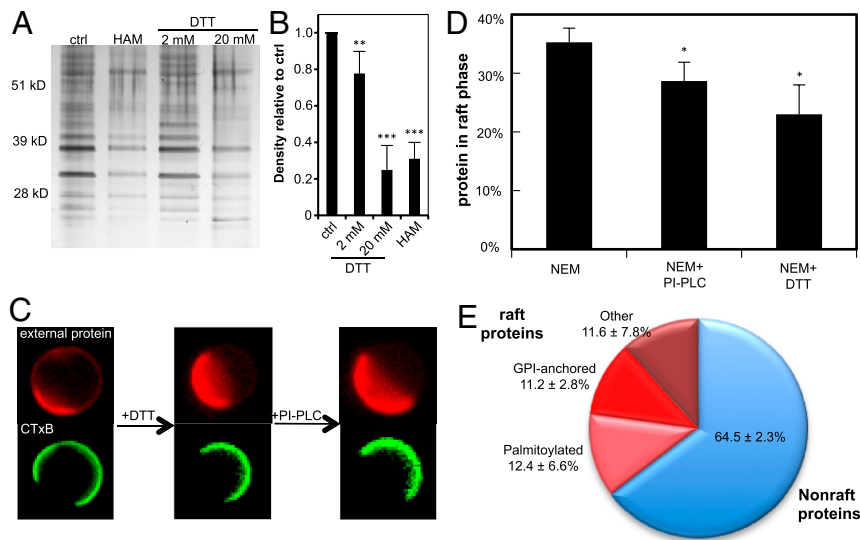 A
DTT
ctrl HAM 2 mM 20 mM
51 kD
39 kD
28 kD
B
Density relative to ctrl
1.0
0.8
0.6
0.4
0.2
0
**
***
***
ctrl
2 mM
20 mM
HAM
DTT
C
external protein
CTxB
+DTT
+PI-PLC
D
protein in raft phase
40%
30%
20%
10%
0%
*
*
NEM
NEM+
PI-PLC
NEM+
DTT
E
raft
proteins
Other
11.6 ± 7.8%
GPI-anchored
11.2 ± 2.8%
Palmitoylated
12.4 ± 6.6%
64.5 ± 2.3%
Nonraft
proteins